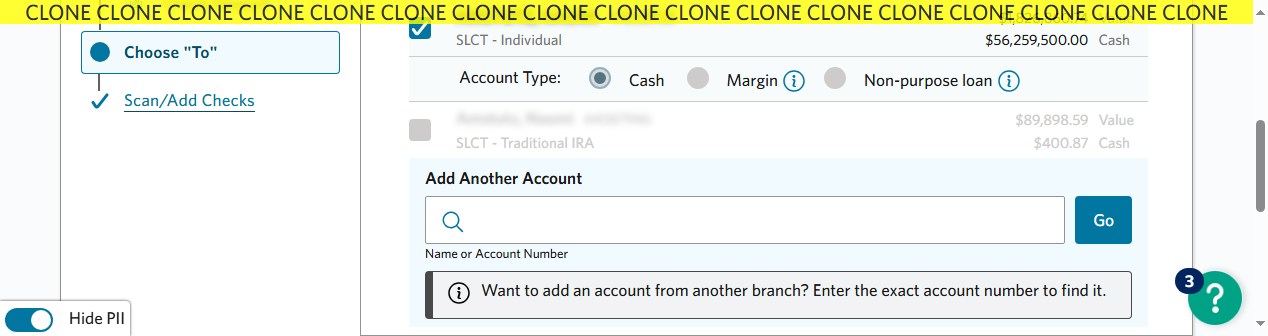 CLONE CLONE CLONE CLONE CLONE CLONE CLONE CLONE CLONE CLONE CLONE CLONE CLONE CLONE CLONE CLONE CLONE
Choose "To"
Scan/Add Checks
SLCT - Individual
$56,259,500.00 Cash
Account Type:
Cash
Margin
Non-purpose loan
$89,898.59 Value
SLCT - Traditional IRA
$400.87 Cash
Add Another Account
Go
Name or Account Number
Want to add an account from another branch? Enter the exact account number to find it.
3
?
Hide PII